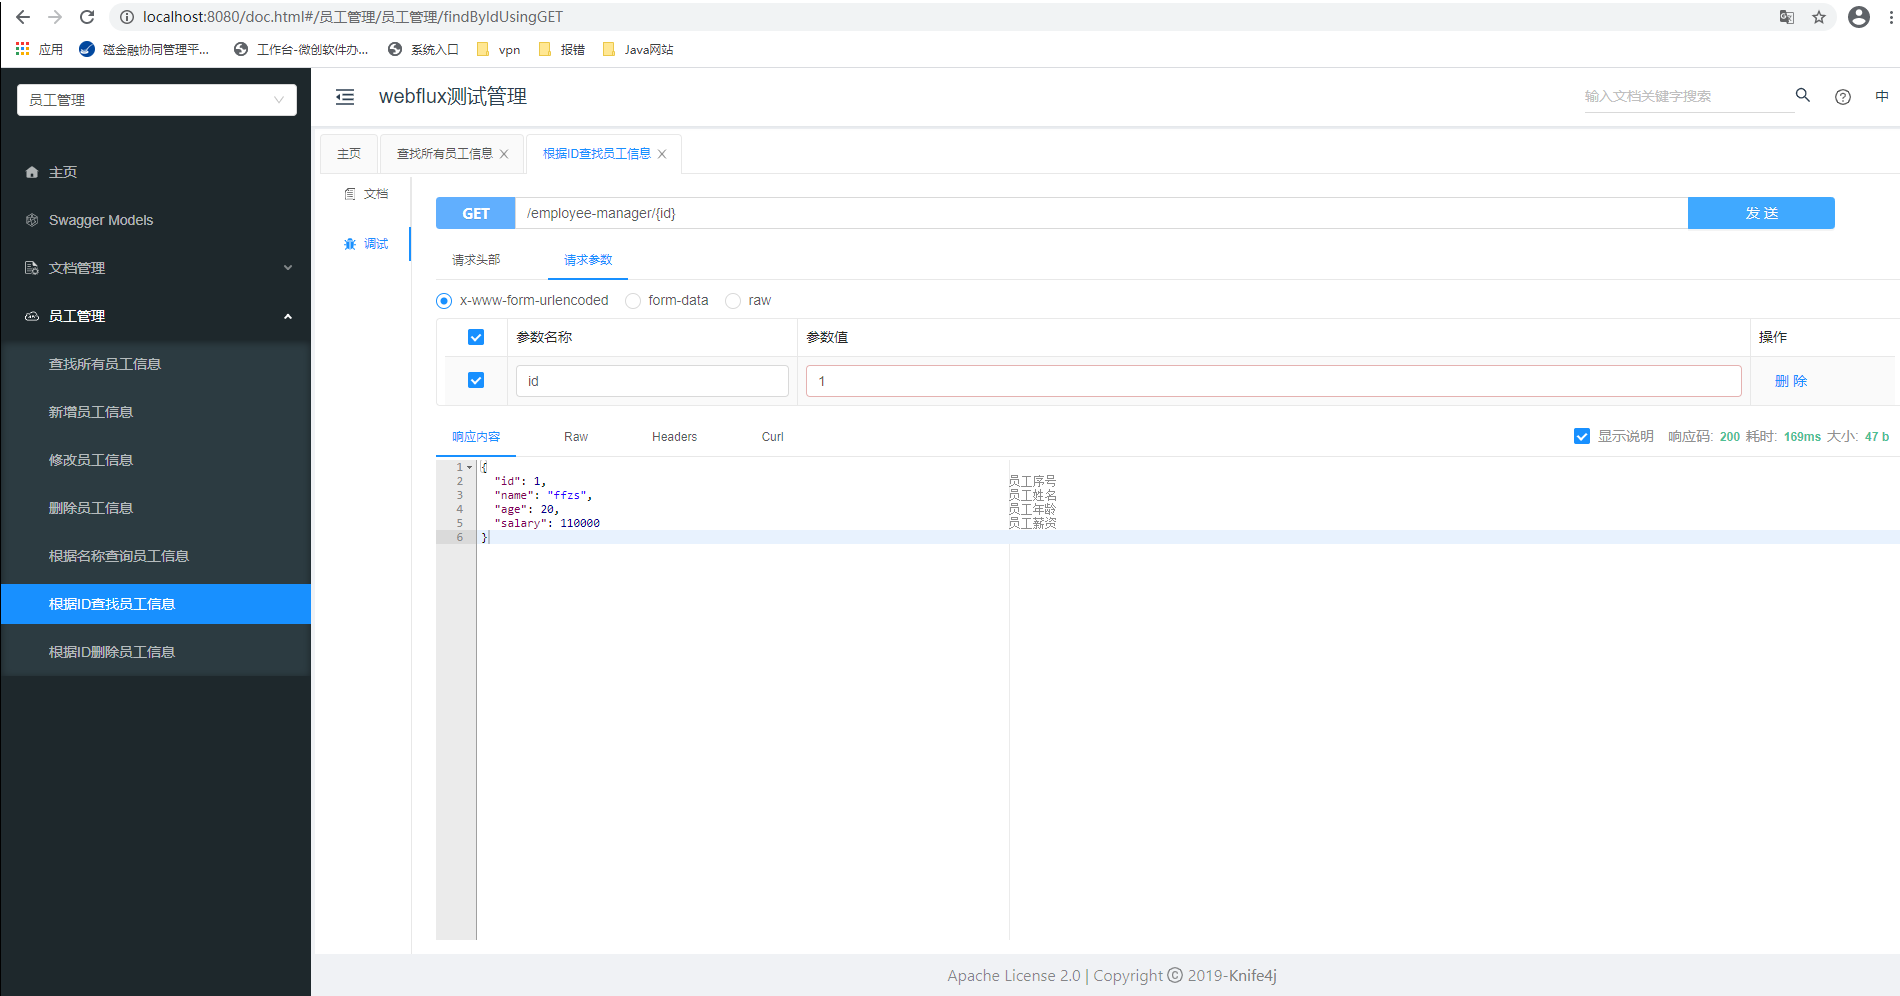 localhost:8080/doc.html#/员工管理/员工管理/findByIdUsingGET
应用 磁金融协同管理平... 工作台-微创软件办... 系统入口 vpn 报错 Java网站
员工管理
主页
Swagger Models
文档管理
员工管理
查找所有员工信息
新增员工信息
修改员工信息
删除员工信息
根据名称查询员工信息
根据ID查找员工信息
根据ID删除员工信息
webflux测试管理
输入文档关键字搜索
中
主页 查找所有员工信息 根据ID查找员工信息
文档
调试
GET /employee-manager/{id} 发 送
请求头部 请求参数
x-www-form-urlencoded form-data raw
参数名称 参数值 操作
id 1 删 除
响应内容 Raw Headers Curl 显示说明 响应码: 200 耗时: 169ms 大小: 47 b
1 {
2 "id": 1, 员工序号
3 "name": "ffzs", 员工姓名
4 "age": 20, 员工年龄
5 "salary": 110000 员工薪资
6 }
Apache License 2.0 | Copyright © 2019-Knife4j